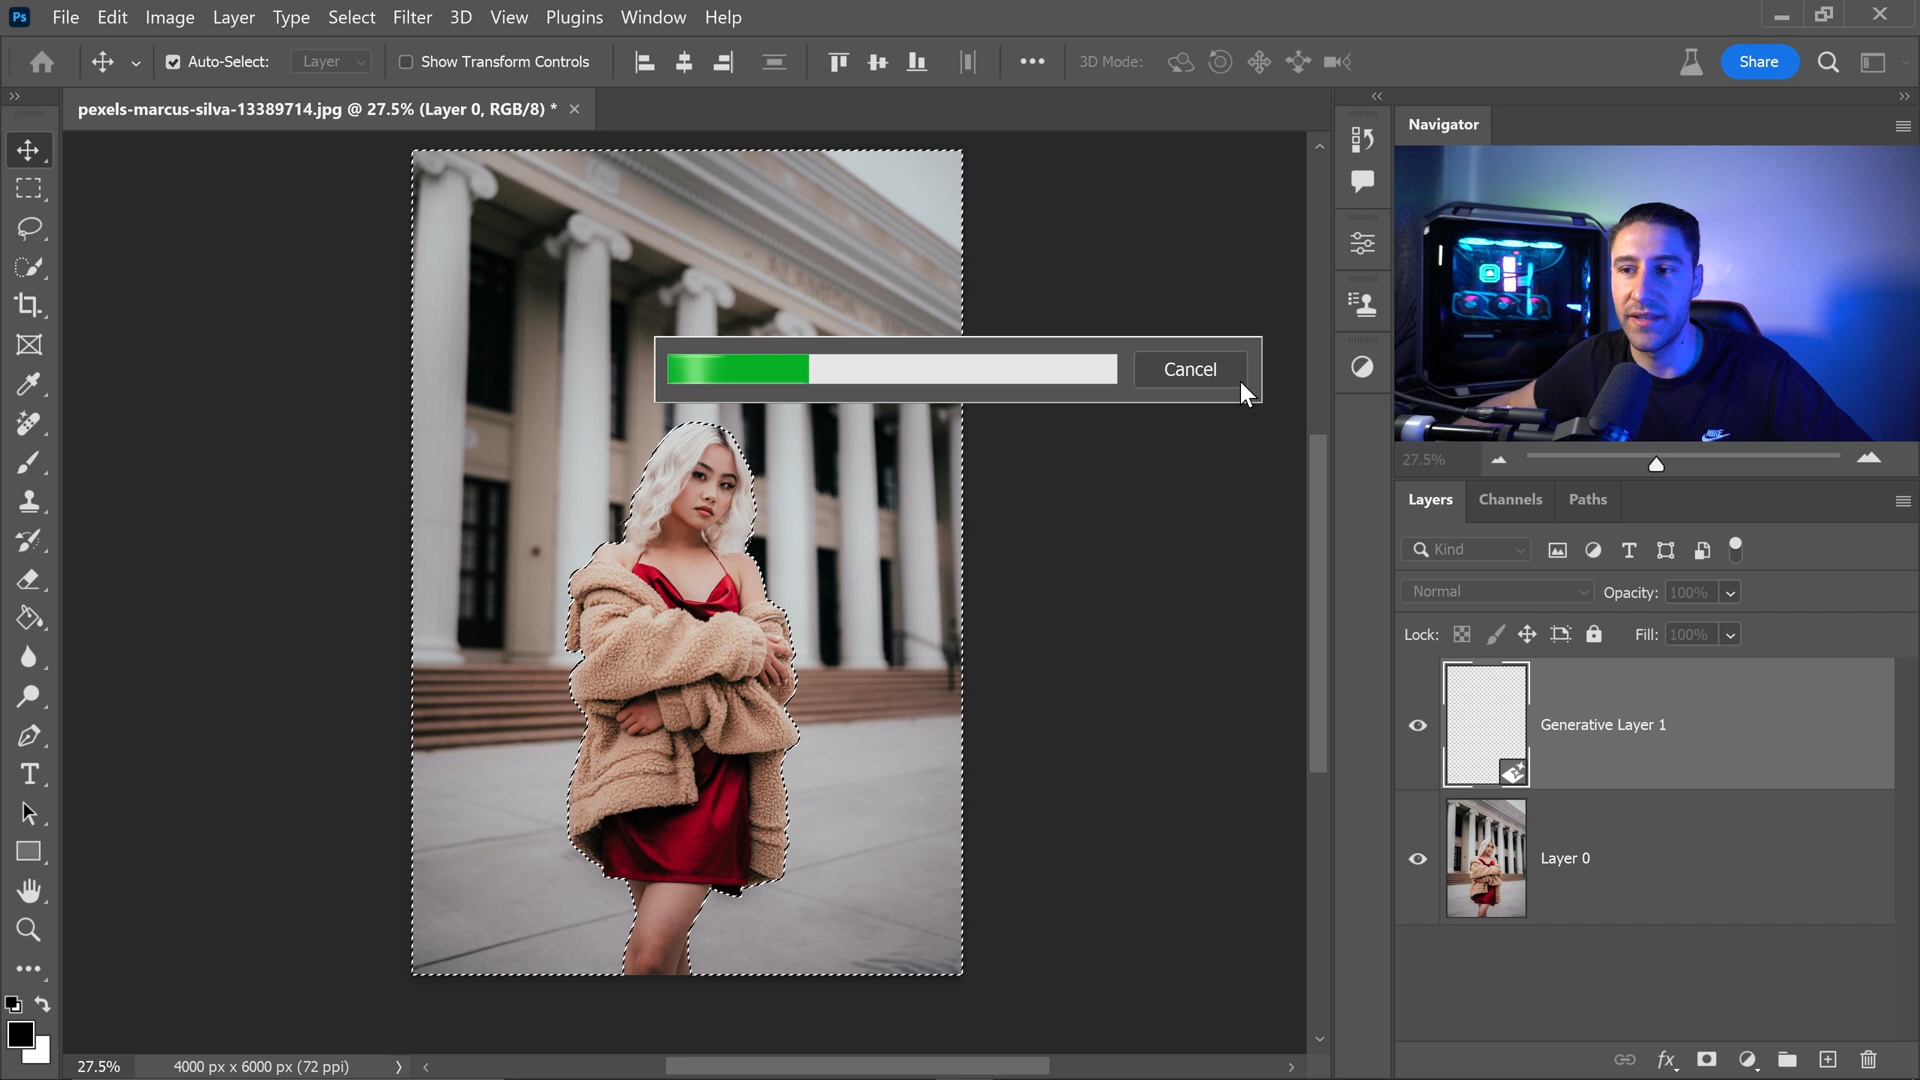 Ps File Edit Image Layer Type Select Filter 3D View Plugins Window Help
Auto-Select: Layer Show Transform Controls 3D Mode: Share
pexels-marcus-silva-13389714.jpg @ 27.5% (Layer 0, RGB/8) *
Navigator
Cancel
27.5%
Layers Channels Paths
Kind
Normal Opacity: 100%
Lock: Fill: 100%
Generative Layer 1
Layer 0
27.5% 4000 px x 6000 px (72 ppi)
fx